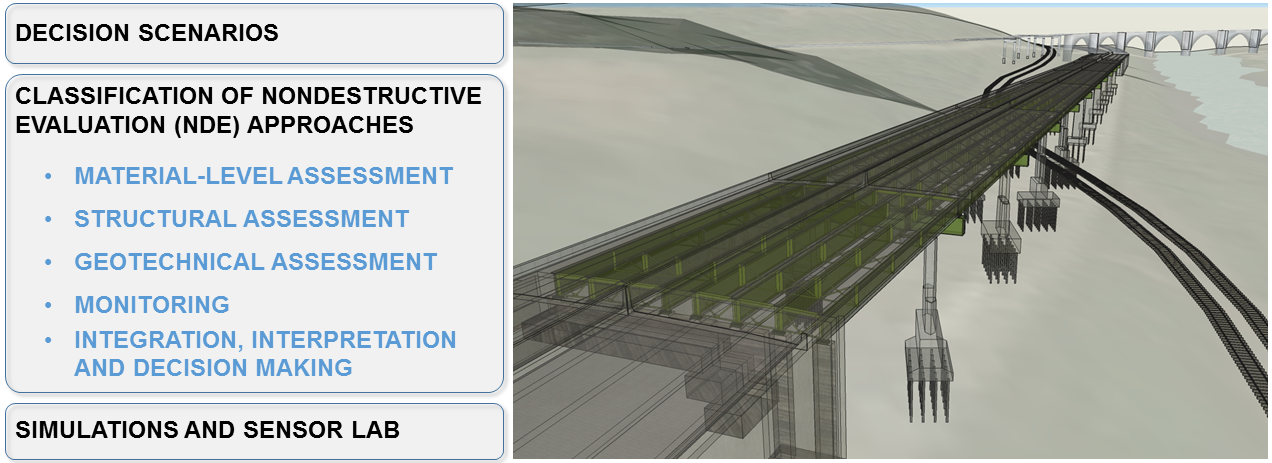 DECISION SCENARIOS
CLASSIFICATION OF NONDESTRUCTIVE
EVALUATION (NDE) APPROACHES
• MATERIAL-LEVEL ASSESSMENT
• STRUCTURAL ASSESSMENT
• GEOTECHNICAL ASSESSMENT
• MONITORING
• INTEGRATION, INTERPRETATION
AND DECISION MAKING
SIMULATIONS AND SENSOR LAB